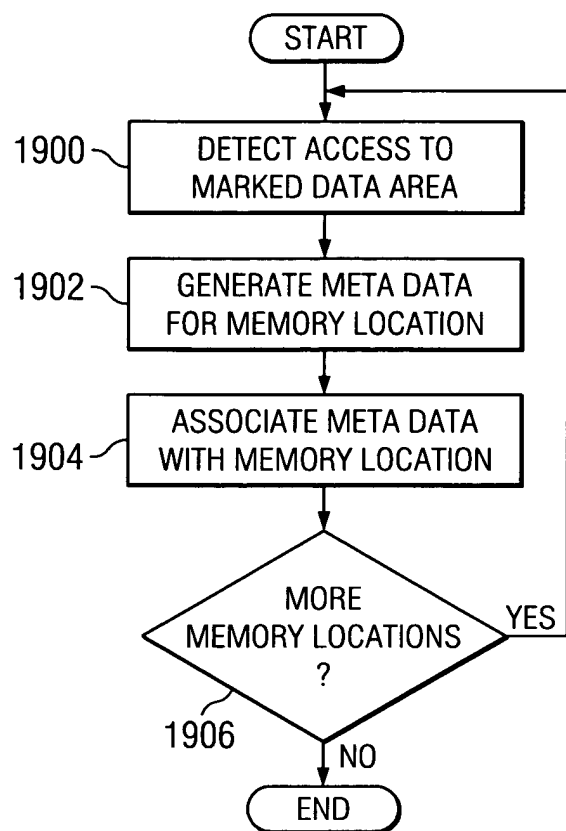 START
1900
DETECT ACCESS TO
MARKED DATA AREA
1902
GENERATE META DATA
FOR MEMORY LOCATION
1904
ASSOCIATE META DATA
WITH MEMORY LOCATION
MORE
MEMORY LOCATIONS
?
YES
1906
NO
END